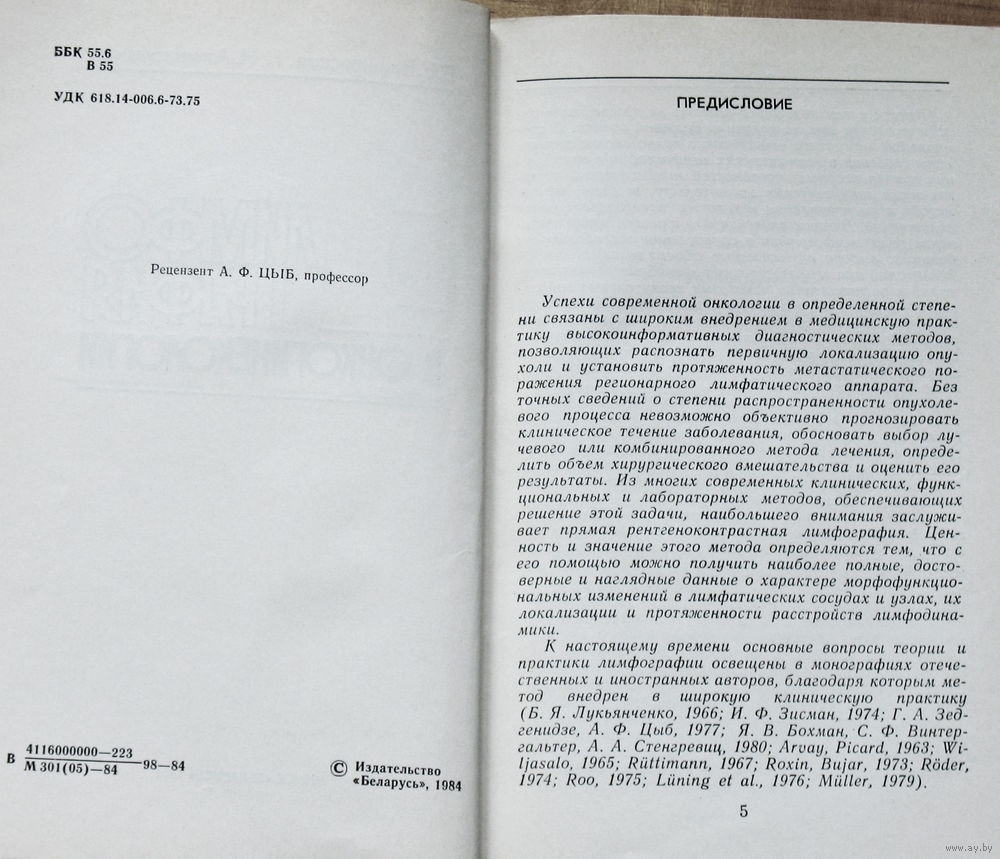 ББК 55.6
В 55
УДК 618.14-006.6-73.75
Рецензент А. Ф. ЦЫБ, профессор
В 4116000000—223
М 301(05)—84 98—84
© Издательство
«Беларусь», 1984
ПРЕДИСЛОВИЕ
Успехи современной онкологии в определенной степе-
ни связаны с широким внедрением в медицинскую прак-
тику высокоинформативных диагностических методов,
позволяющих распознать первичную локализацию опу-
холи и установить протяженность метастатического по-
ражения регионарного лимфатического аппарата. Без
точных сведений о степени распространенности опухоле-
вого процесса невозможно объективно прогнозировать
клиническое течение заболевания, обосновать выбор лу-
чевого или комбинированного метода лечения, опреде-
лить объем хирургического вмешательства и оценить его
результаты. Из многих современных клинических, функ-
циональных и лабораторных методов, обеспечивающих
решение этой задачи, наибольшего внимания заслужи-
вает прямая рентгеноконтрастная лимфография. Цен-
ность и значение этого метода определяются тем, что с
его помощью можно получить наиболее полные, досто-
верные и наглядные данные о характере морфофункцио-
нальных изменений в лимфатических сосудах и узлах, их
локализации и протяженности расстройств лимфодина-
мики.
К настоящему времени основные вопросы теории и
практики лимфографии освещены в монографиях отече-
ственных и иностранных авторов, благодаря которым ме-
тод внедрен в широкую клиническую практику
(Б. Я. Лукьянченко, 1966; И. Ф. Зисман, 1974; Г. А. Зед-
генидзе, А. Ф. Цыб, 1977; Я. В. Бохман, С. Ф. Винтер-
гальтер, А. А. Стенгревиц, 1980; Arvay, Picard, 1963; Wi-
ljasalo, 1965; Rüttimann, 1967; Roxin, Bujar, 1973; Röder,
1974; Roo, 1975; Lüning et al., 1976; Müller, 1979).
5
www.ay.by